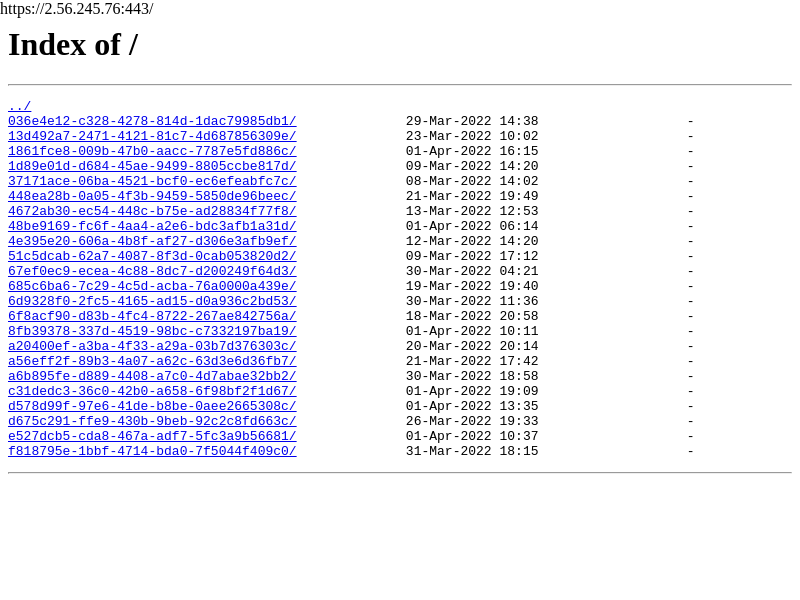 https://2.56.245.76:443/
Index of /
../
036e4e12-c328-4278-814d-1dac79985db1/ 29-Mar-2022 14:38 -
13d492a7-2471-4121-81c7-4d687856309e/ 23-Mar-2022 10:02 -
1861fce8-009b-47b0-aacc-7787e5fd886c/ 01-Apr-2022 16:15 -
1d89e01d-d684-45ae-9499-8805ccbe817d/ 09-Mar-2022 14:20 -
37171ace-06ba-4521-bcf0-ec6efeabfc7c/ 08-Mar-2022 14:02 -
448ea28b-0a05-4f3b-9459-5850de96beec/ 21-Mar-2022 19:49 -
4672ab30-ec54-448c-b75e-ad28834f77f8/ 13-Mar-2022 12:53 -
48be9169-fc6f-4aa4-a2e6-bdc3afb1a31d/ 01-Apr-2022 06:14 -
4e395e20-606a-4b8f-af27-d306e3afb9ef/ 12-Mar-2022 14:20 -
51c5dcab-62a7-4087-8f3d-0cab053820d2/ 09-Mar-2022 17:12 -
67ef0ec9-ecea-4c88-8dc7-d200249f64d3/ 30-Mar-2022 04:21 -
685c6ba6-7c29-4c5d-acba-76a0000a439e/ 19-Mar-2022 19:40 -
6d9328f0-2fc5-4165-ad15-d0a936c2bd53/ 30-Mar-2022 11:36 -
6f8acf90-d83b-4fc4-8722-267ae842756a/ 18-Mar-2022 20:58 -
8fb39378-337d-4519-98bc-c7332197ba19/ 01-Apr-2022 10:11 -
a20400ef-a3ba-4f33-a29a-03b7d376303c/ 20-Mar-2022 20:14 -
a56eff2f-89b3-4a07-a62c-63d3e6d36fb7/ 21-Mar-2022 17:42 -
a6b895fe-d889-4408-a7c0-4d7abae32bb2/ 30-Mar-2022 18:58 -
c31dedc3-36c0-42b0-a658-6f98bf2f1d67/ 01-Apr-2022 19:09 -
d578d99f-97e6-41de-b8be-0aee2665308c/ 01-Apr-2022 13:35 -
d675c291-ffe9-430b-9beb-92c2c8fd663c/ 26-Mar-2022 19:33 -
e527dcb5-cda8-467a-adf7-5fc3a9b56681/ 01-Apr-2022 10:37 -
f818795e-1bbf-4714-bda0-7f5044f409c0/ 31-Mar-2022 18:15 -